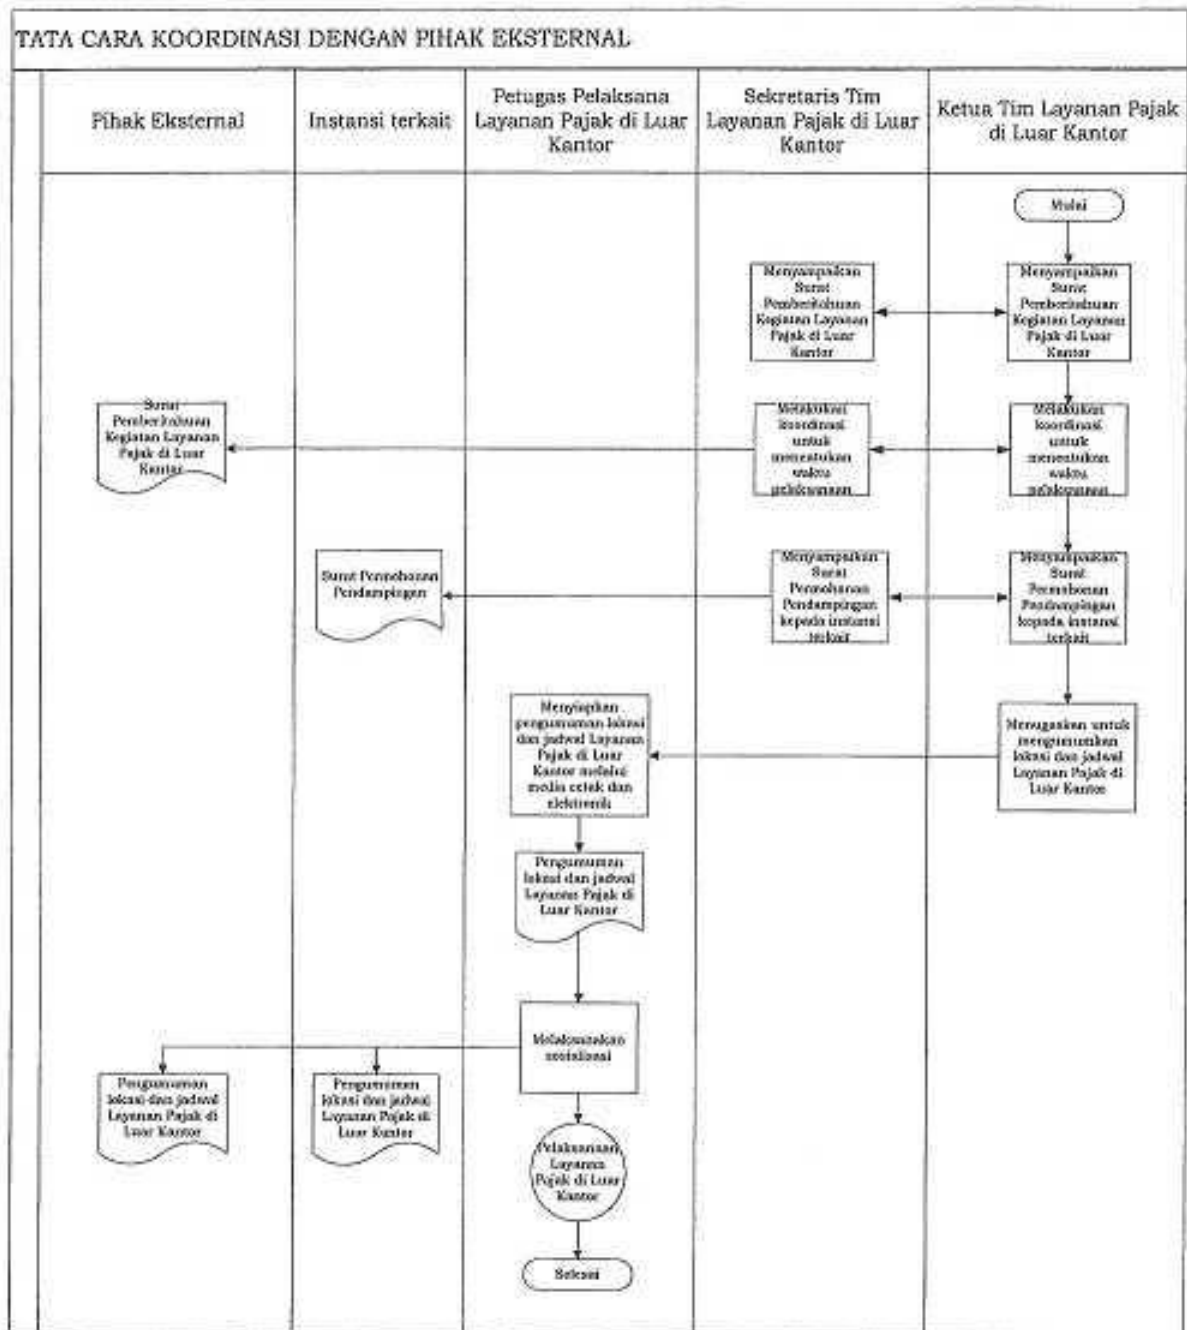 TATA CARA KOORDINASI DENGAN PIHAK EKSTERNAL
Pihak Eksternal
Instansi terkait
Petugas Pelaksana
Layanan Pajak di Luar
Kantor
Sekretaris Tim
Layanan Pajak di Luar
Kantor
Ketua Tim Layanan Pajak
di Luar Kantor
Mulai
Menyampaikan
Surat
Pemberitahuan
Kegiatan Layanan
Pajak di Luar
Kantor
Menyampaikan
Surat
Pemberitahuan
Kegiatan Layanan
Pajak di Luar
Kantor
Surat
Pemberitahuan
Kegiatan Layanan
Pajak di Luar
Kantor
Melakukan
koordinasi
untuk
menentukan
waktu
pelaksanaan
Melakukan
koordinasi
untuk
menentukan
waktu
pelaksanaan
Surat Permohonan
Pendampingan
Menyampaikan
Surat
Permohonan
Pendampingan
kepada instansi
terkait
Menyampaikan
Surat
Permohonan
Pendampingan
kepada instansi
terkait
Menyiapkan
pengumuman lokasi
dan jadwal Layanan
Pajak di Luar
Kantor melalui
media cetak dan
elektronik
Menugaskan untuk
mengumumkan
lokasi dan jadwal
Layanan Pajak di
Luar Kantor
Pengumuman
lokasi dan jadwal
Layanan Pajak di
Luar Kantor
Melaksanakan
sosialisasi
Pengumuman
lokasi dan jadwal
Layanan Pajak di
Luar Kantor
Pengumuman
lokasi dan jadwal
Layanan Pajak di
Luar Kantor
Pelaksanaan
Layanan
Pajak di Luar
Kantor
Selesai